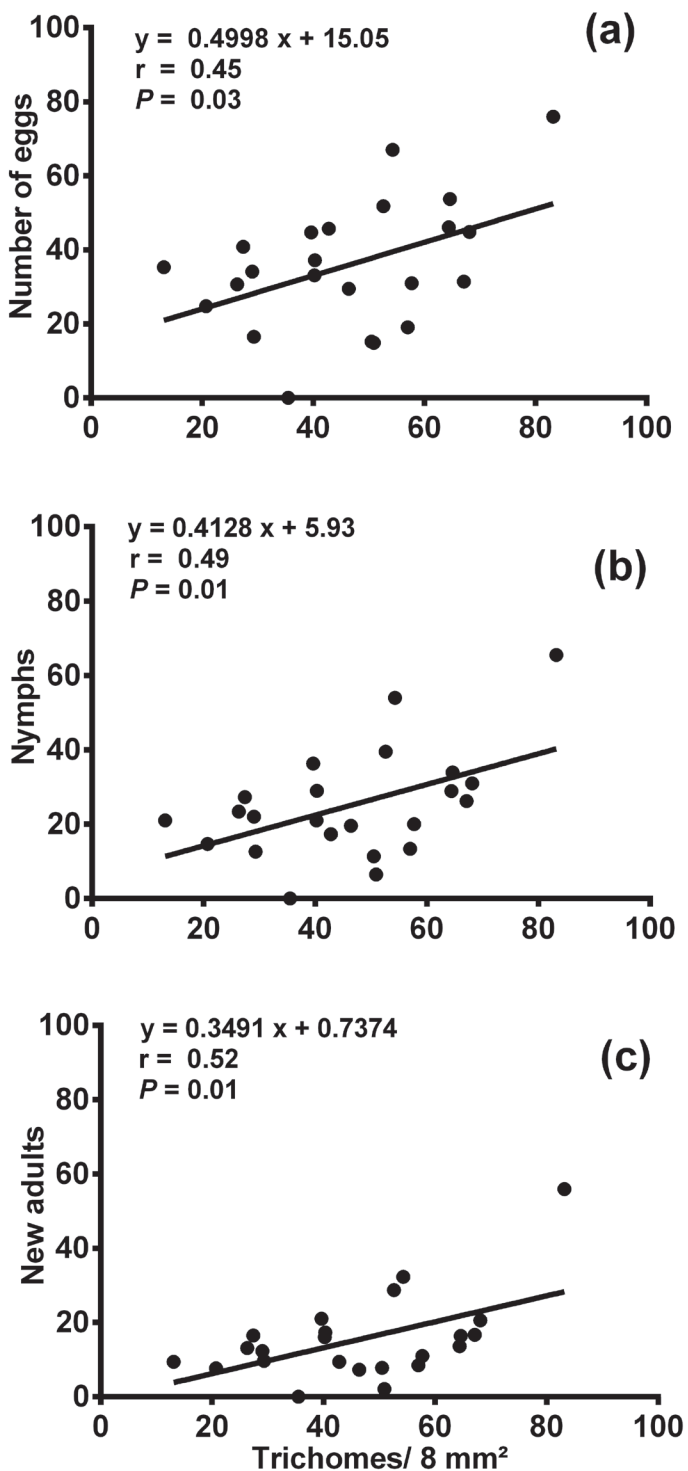 (a)
y = 0.4998 x + 15.05
r = 0.45
P = 0.03
Number of eggs
100
80
60
40
20
0
0 20 40 60 80 100
(b)
y = 0.4128 x + 5.93
r = 0.49
P = 0.01
Nymphs
100
80
60
40
20
0
0 20 40 60 80 100
(c)
y = 0.3491 x + 0.7374
r = 0.52
P = 0.01
New adults
100
80
60
40
20
0
0 20 40 60 80 100
Trichomes/ 8 mm²